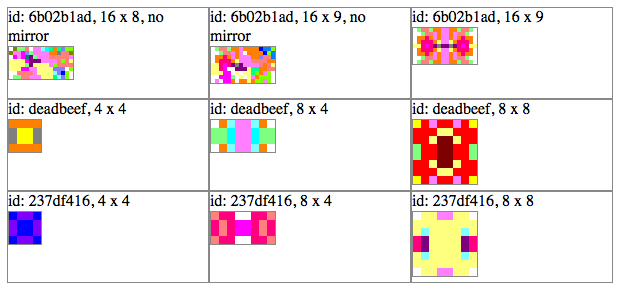 id: 6b02b1ad, 16 x 8, no
mirror
id: 6b02b1ad, 16 x 9, no
mirror
id: 6b02b1ad, 16 x 9
id: deadbeef, 4 x 4
id: deadbeef, 8 x 4
id: deadbeef, 8 x 8
id: 237df416, 4 x 4
id: 237df416, 8 x 4
id: 237df416, 8 x 8